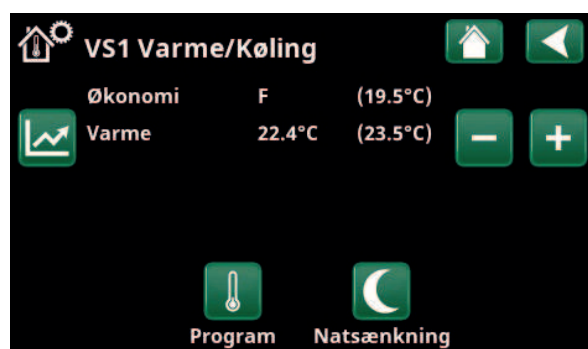 VS1 Varme/Køling
Økonomi F (19.5°C)
Varme 22.4°C (23.5°C)
Program Natsænkning